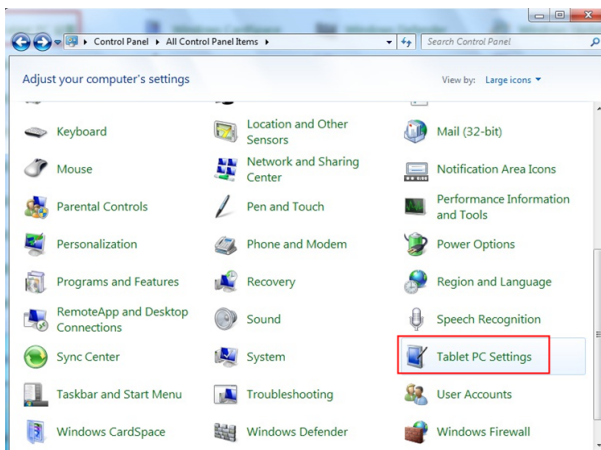 Control Panel ▸ All Control Panel Items ▸
Search Control Panel
Adjust your computer's settings
View by: Large icons
Keyboard
Location and Other
Sensors
Mail (32-bit)
Mouse
Network and Sharing
Center
Notification Area Icons
Parental Controls
Pen and Touch
Performance Information
and Tools
Personalization
Phone and Modem
Power Options
Programs and Features
Recovery
Region and Language
RemoteApp and Desktop
Connections
Sound
Speech Recognition
Sync Center
System
Tablet PC Settings
Taskbar and Start Menu
Troubleshooting
User Accounts
Windows CardSpace
Windows Defender
Windows Firewall